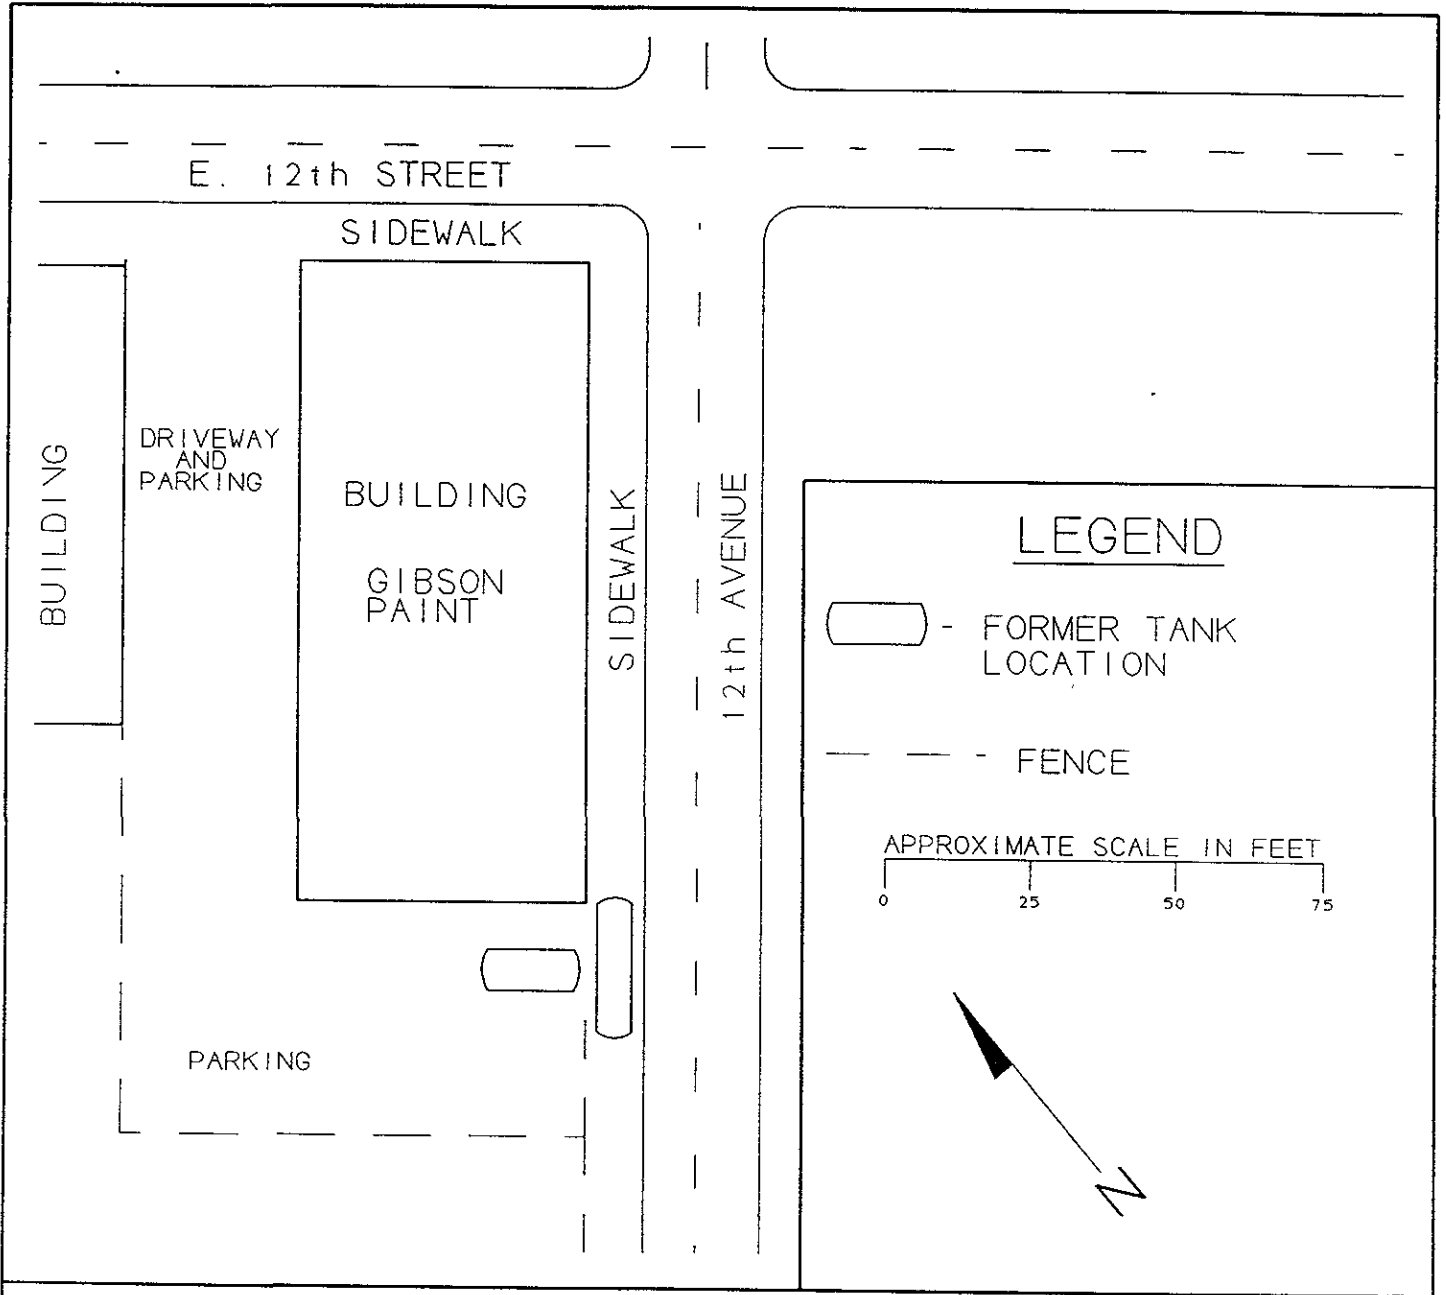 E. 12th STREET
SIDEWALK
BUILDING
DRIVEWAY
AND
PARKING
BUILDING
GIBSON
PAINT
SIDEWALK
12th AVENUE
PARKING
LEGEND
- FORMER TANK
LOCATION
- FENCE
APPROXIMATE SCALE IN FEET
0 25 50 75
N